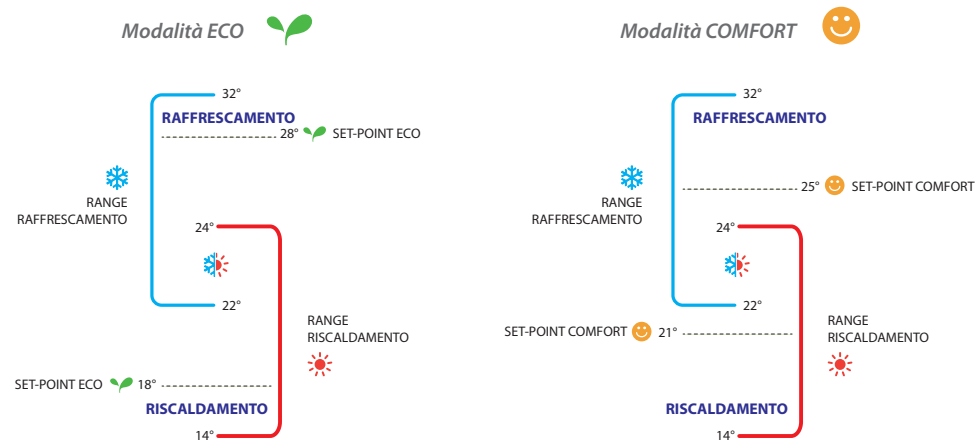 Modalità ECO
32°
RAFFRESCAMENTO
28° SET-POINT ECO
RANGE
RAFFRESCAMENTO
24°
22°
RANGE
RISCALDAMENTO
SET-POINT ECO 18°
RISCALDAMENTO
14°
Modalità COMFORT
32°
RAFFRESCAMENTO
25° SET-POINT COMFORT
RANGE
RAFFRESCAMENTO
24°
22°
RANGE
RISCALDAMENTO
SET-POINT COMFORT 21°
RISCALDAMENTO
14°